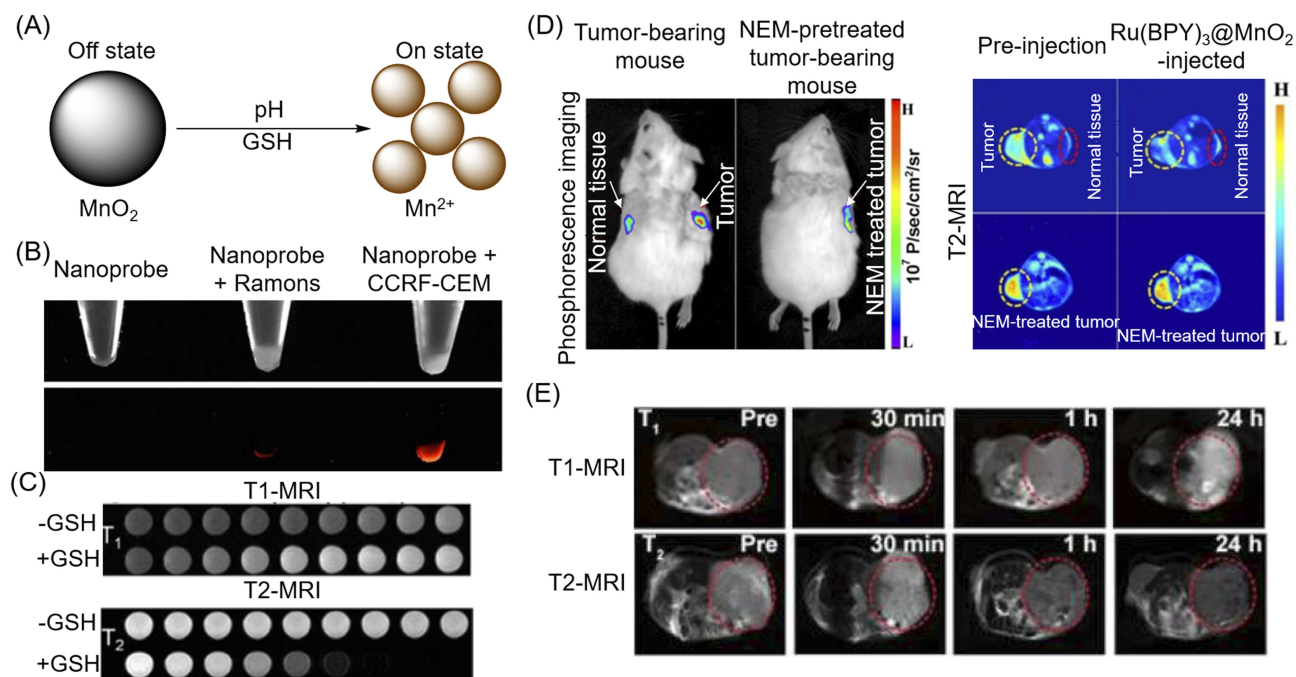 (A)
Off state
On state
pH
GSH
MnO2
Mn2+
(B)
Nanoprobe
Nanoprobe
+ Ramons
Nanoprobe +
CCRF-CEM
(C)
T1-MRI
-GSH
T1
+GSH
T2-MRI
-GSH
T2
+GSH
(D)
Tumor-bearing
mouse
NEM-pretreated
tumor-bearing
mouse
Phosphorescence imaging
Normal tissue
Tumor
NEM treated tumor
H
10^7 P/sec/cm^2/sr
L
Pre-injection
Ru(BPY)3@MnO2
-injected
T2-MRI
Tumor
Normal tissue
Tumor
Normal tissue
NEM-treated tumor
NEM-treated tumor
H
L
(E)
T1-MRI
T1
Pre
30 min
1 h
24 h
T2-MRI
T2
Pre
30 min
1 h
24 h